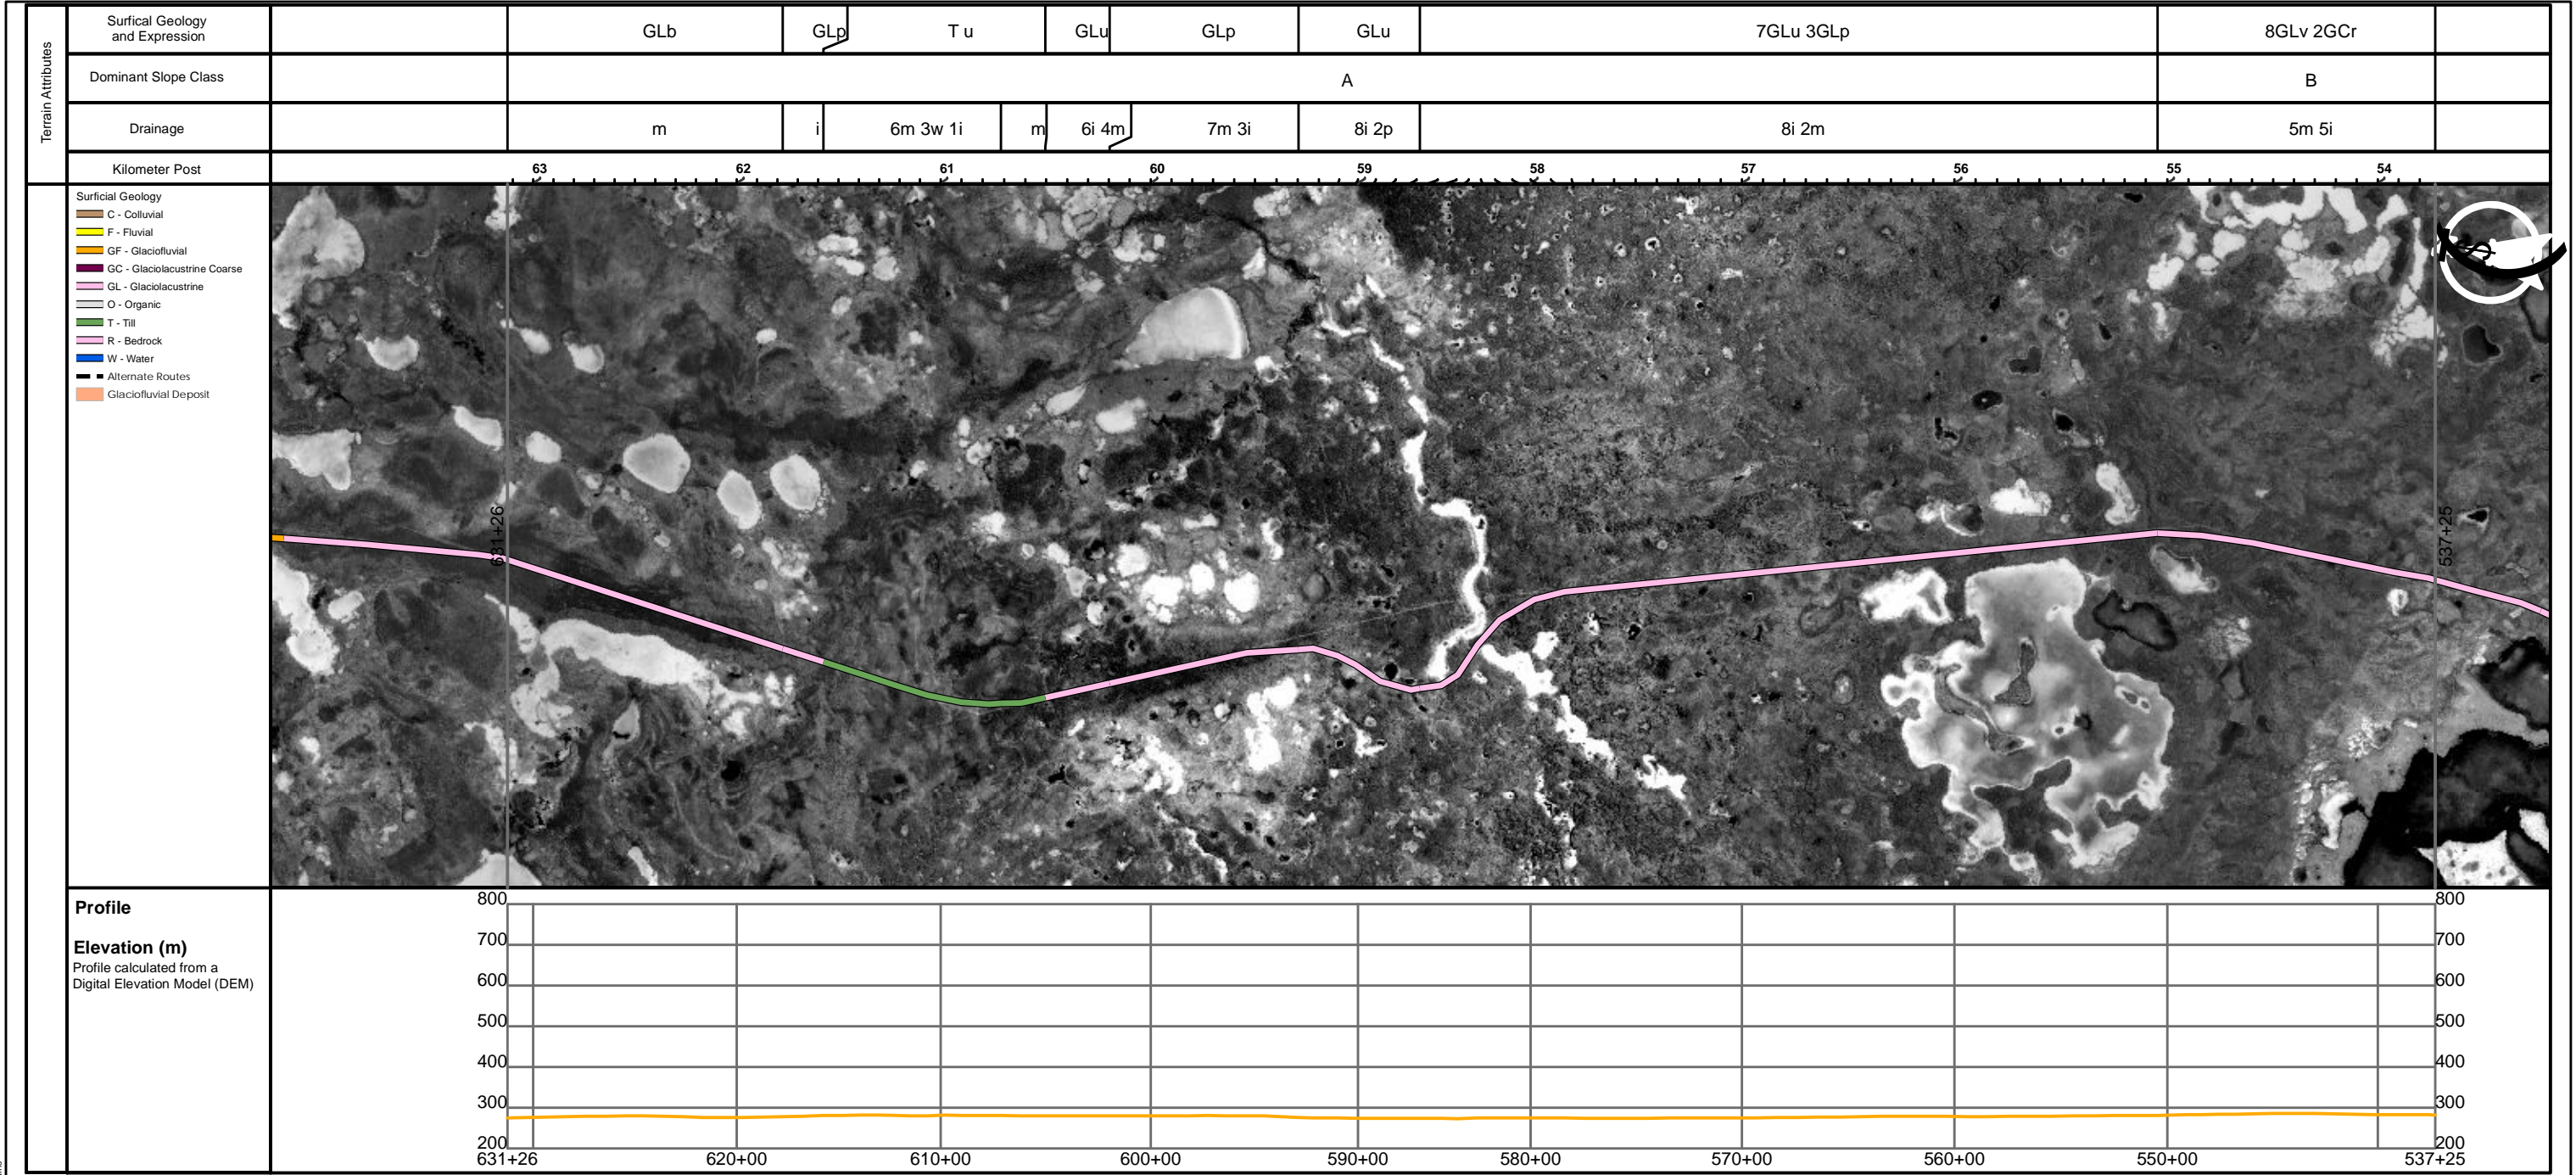 Terrain Attributes
Surfical Geology
and Expression
GLb
GLp
T u
GLu
GLp
GLu
7GLu 3GLp
8GLv 2GCr
Dominant Slope Class
A
B
Drainage
m
i
6m 3w 1i
m
6i 4m
7m 3i
8i 2p
8i 2m
5m 5i
Kilometer Post
63
62
61
60
59
58
57
56
55
54
Surficial Geology
C - Colluvial
F - Fluvial
GF - Glaciofluvial
GC - Glaciolacustrine Coarse
GL - Glaciolacustrine
O - Organic
T - Till
R - Bedrock
W - Water
Alternate Routes
Glaciofluvial Deposit
631+26
537+25
Profile
Elevation (m)
Profile calculated from a
Digital Elevation Model (DEM)
800
700
600
500
400
300
200
800
700
600
500
400
300
200
631+26
620+00
610+00
600+00
590+00
580+00
570+00
560+00
550+00
537+25